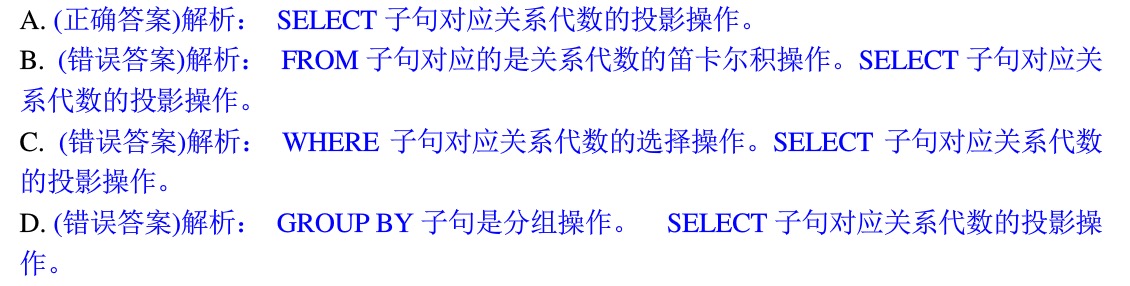 A. (正确答案)解析： SELECT 子句对应关系代数的投影操作。
B. (错误答案)解析： FROM 子句对应的是关系代数的笛卡尔积操作。SELECT 子句对应关
系代数的投影操作。
C. (错误答案)解析： WHERE 子句对应关系代数的选择操作。SELECT 子句对应关系代数
的投影操作。
D. (错误答案)解析： GROUP BY 子句是分组操作。 SELECT 子句对应关系代数的投影操
作。